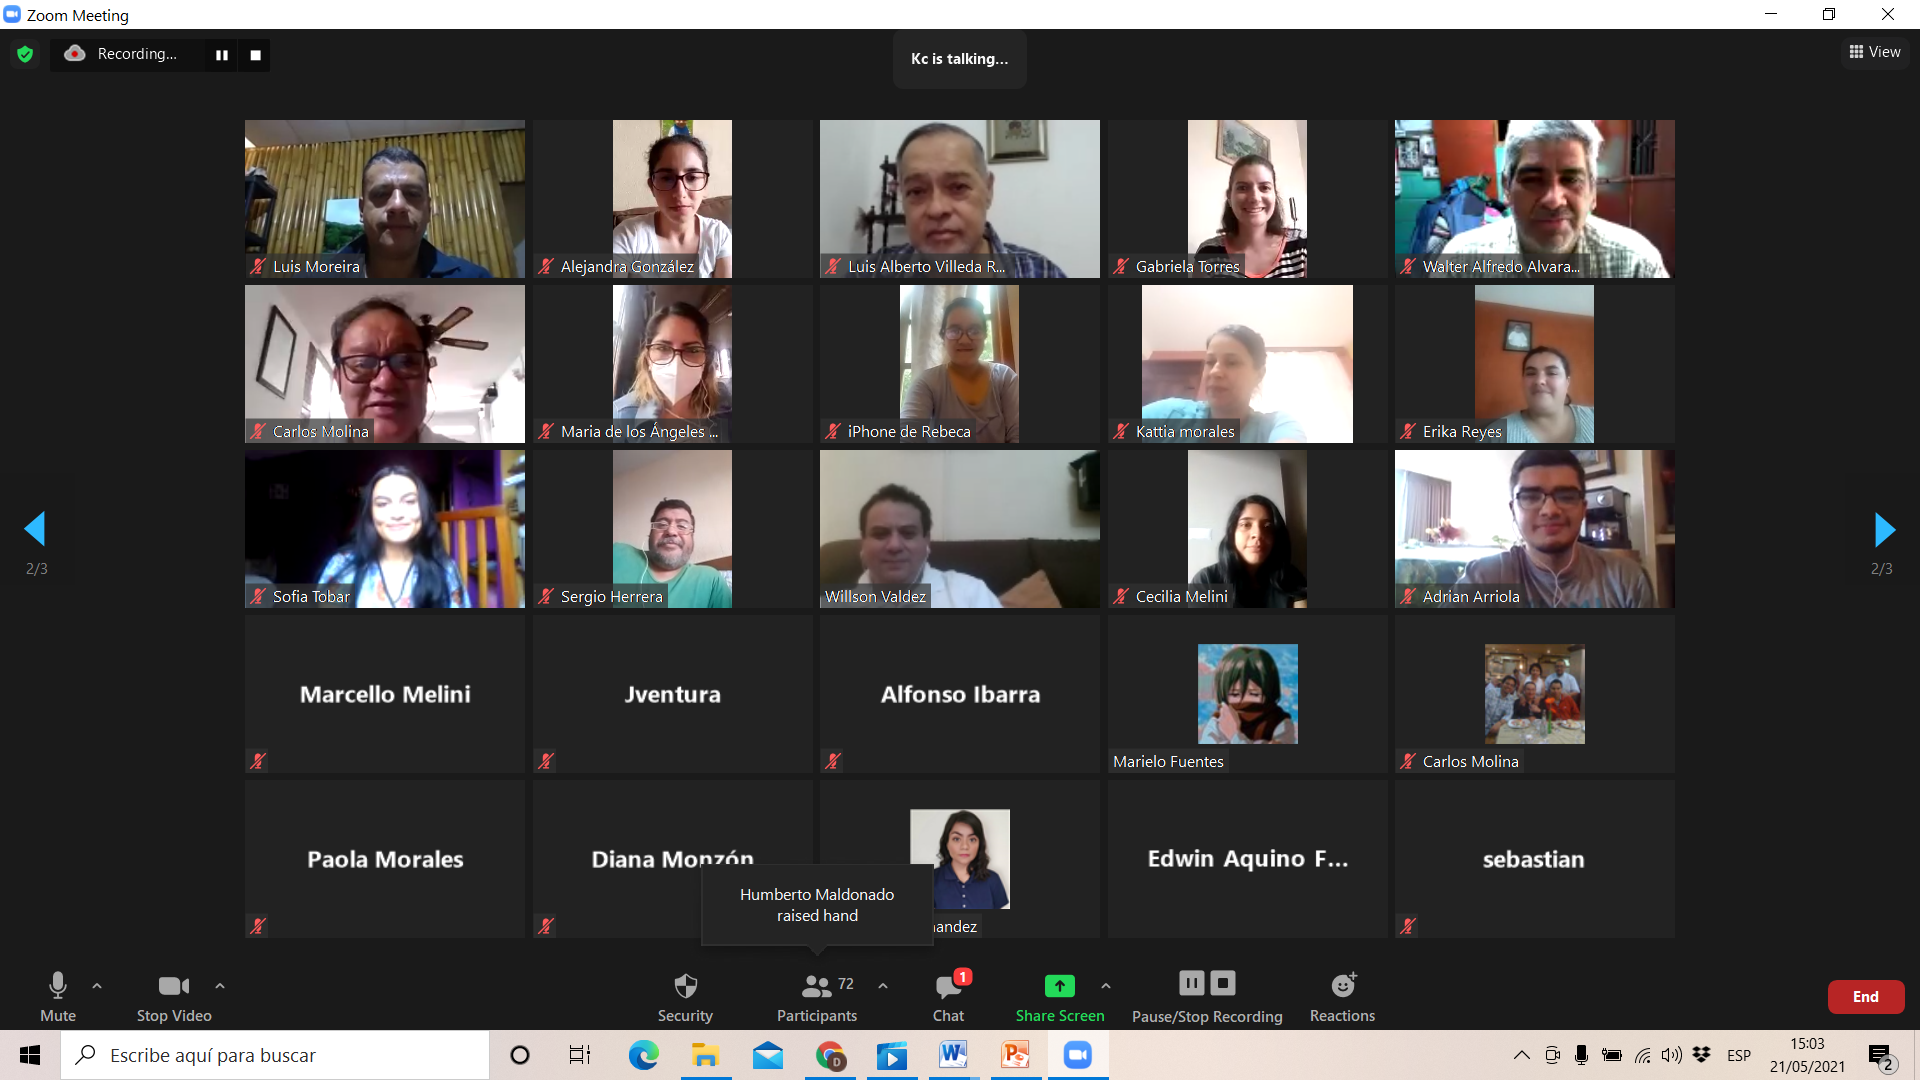 Zoom Meeting
Recording...
Kc is talking...
View
Luis Moreira
Alejandra González
Luis Alberto Villeda R...
Gabriela Torres
Walter Alfredo Alvara...
Carlos Molina
Maria de los Ángeles ...
iPhone de Rebeca
Kattia morales
Erika Reyes
2/3
2/3
Sofia Tobar
Sergio Herrera
Willson Valdez
Cecilia Melini
Adrian Arriola
Marcello Melini
Jventura
Alfonso Ibarra
Marielo Fuentes
Carlos Molina
Paola Morales
Diana Monzón
Edwin Aquino F...
sebastian
Humberto Maldonado
raised hand
nandez
Mute
Stop Video
Security
72
Participants
1
Chat
Share Screen
Pause/Stop Recording
Reactions
End
Escribe aquí para buscar
D
ESP
15:03
21/05/2021
2